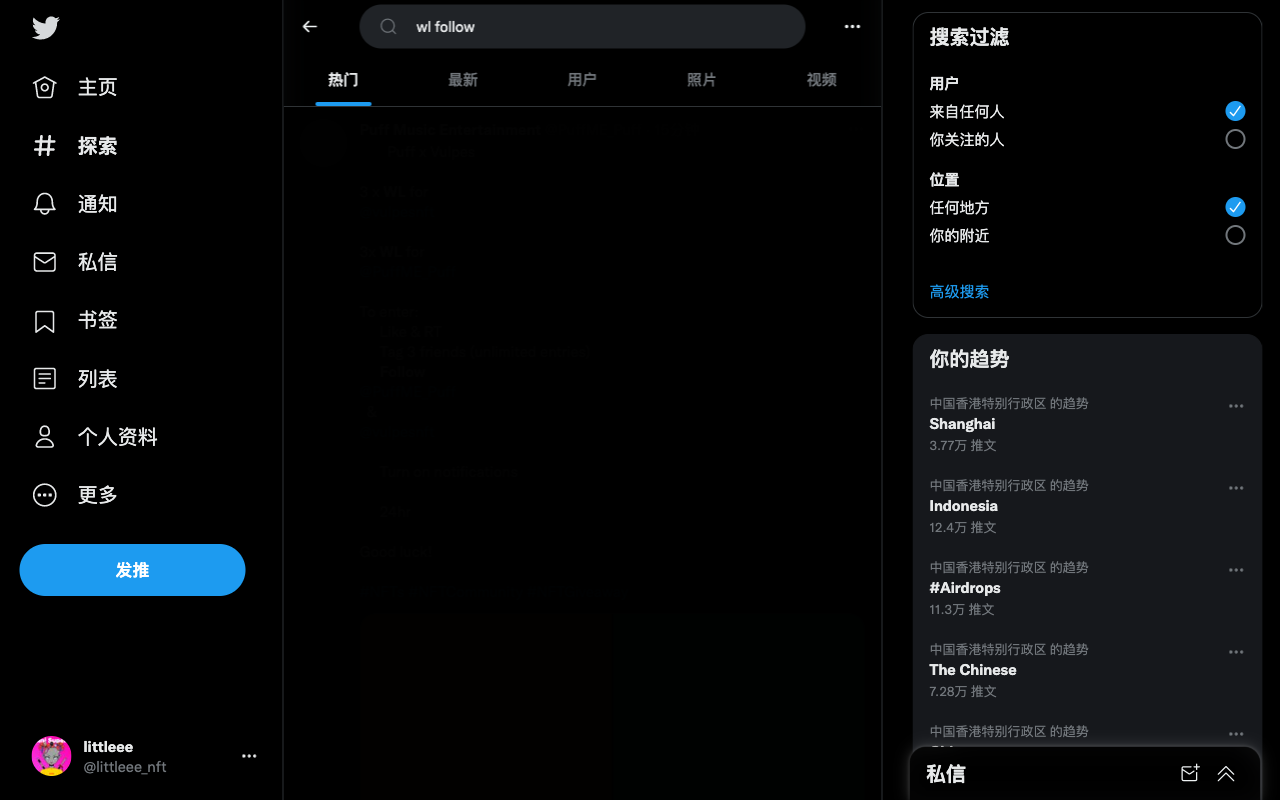 主页
探索
通知
私信
书签
列表
个人资料
更多
发推
littleee
@littleee_nft
wl follow
热门
最新
用户
照片
视频
搜索过滤
用户
来自任何人
你关注的人
位置
任何地方
你的附近
高级搜索
你的趋势
中国香港特别行政区 的趋势
Shanghai
3.77万 推文
中国香港特别行政区 的趋势
Indonesia
12.4万 推文
中国香港特别行政区 的趋势
#Airdrops
11.3万 推文
中国香港特别行政区 的趋势
The Chinese
7.28万 推文
中国香港特别行政区 的趋势
私信